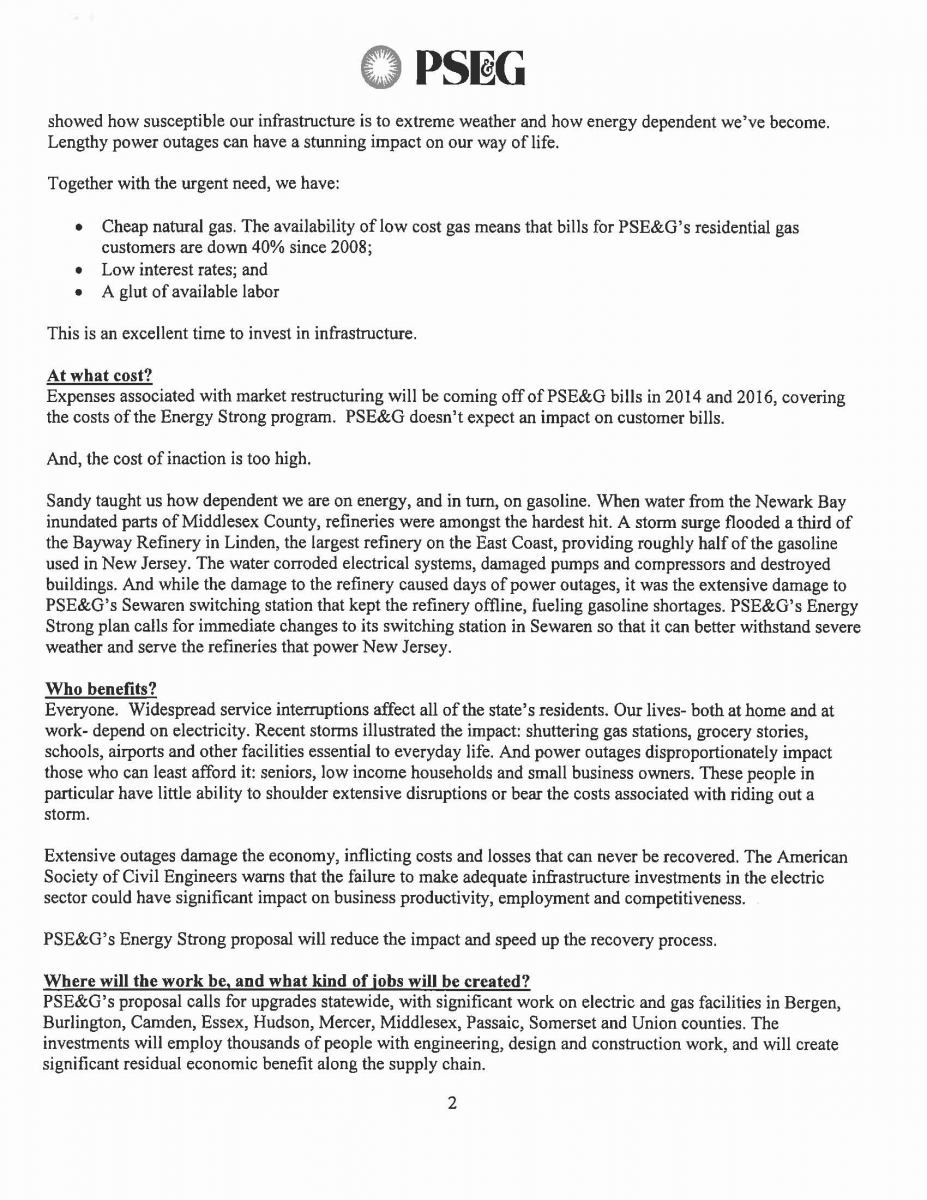 PSE&G
showed how susceptible our infrastructure is to extreme weather and how energy dependent we've become.
Lengthy power outages can have a stunning impact on our way of life.
Together with the urgent need, we have:
• Cheap natural gas. The availability of low cost gas means that bills for PSE&G's residential gas
customers are down 40% since 2008;
• Low interest rates; and
• A glut of available labor
This is an excellent time to invest in infrastructure.
At what cost?
Expenses associated with market restructuring will be coming off of PSE&G bills in 2014 and 2016, covering
the costs of the Energy Strong program. PSE&G doesn't expect an impact on customer bills.
And, the cost of inaction is too high.
Sandy taught us how dependent we are on energy, and in turn, on gasoline. When water from the Newark Bay
inundated parts of Middlesex County, refineries were amongst the hardest hit. A storm surge flooded a third of
the Bayway Refinery in Linden, the largest refinery on the East Coast, providing roughly half of the gasoline
used in New Jersey. The water corroded electrical systems, damaged pumps and compressors and destroyed
buildings. And while the damage to the refinery caused days of power outages, it was the extensive damage to
PSE&G's Sewaren switching station that kept the refinery offline, fueling gasoline shortages. PSE&G's Energy
Strong plan calls for immediate changes to its switching station in Sewaren so that it can better withstand severe
weather and serve the refineries that power New Jersey.
Who benefits?
Everyone. Widespread service interruptions affect all of the state's residents. Our lives- both at home and at
work- depend on electricity. Recent storms illustrated the impact: shuttering gas stations, grocery stories,
schools, airports and other facilities essential to everyday life. And power outages disproportionately impact
those who can least afford it: seniors, low income households and small business owners. These people in
particular have little ability to shoulder extensive disruptions or bear the costs associated with riding out a
storm.
Extensive outages damage the economy, inflicting costs and losses that can never be recovered. The American
Society of Civil Engineers warns that the failure to make adequate infrastructure investments in the electric
sector could have significant impact on business productivity, employment and competitiveness.
PSE&G's Energy Strong proposal will reduce the impact and speed up the recovery process.
Where will the work be, and what kind of jobs will be created?
PSE&G's proposal calls for upgrades statewide, with significant work on electric and gas facilities in Bergen,
Burlington, Camden, Essex, Hudson, Mercer, Middlesex, Passaic, Somerset and Union counties. The
investments will employ thousands of people with engineering, design and construction work, and will create
significant residual economic benefit along the supply chain.
2